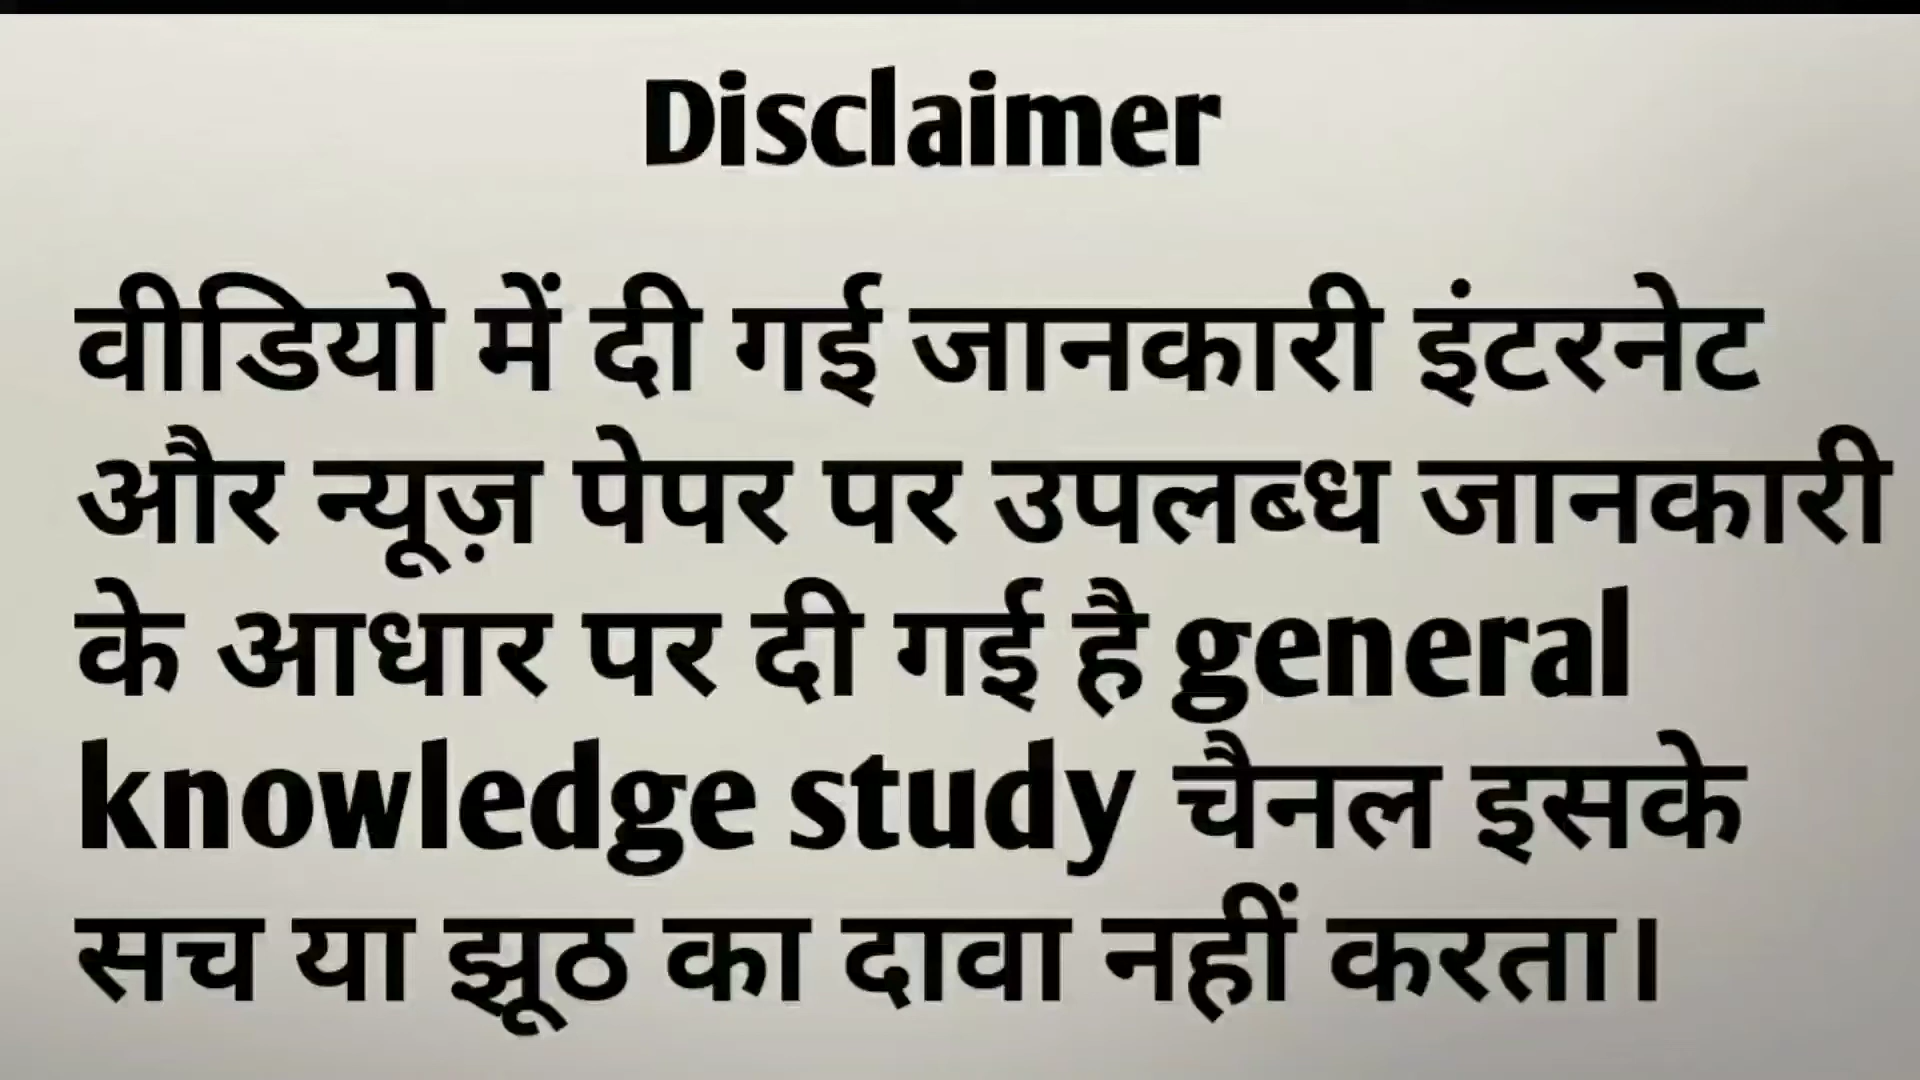 Disclaimer
वीडियो में दी गई जानकारी इंटरनेट
और न्यूज़ पेपर पर उपलब्ध जानकारी
के आधार पर दी गई है general
knowledge study चैनल इसके
सच या झूठ का दावा नहीं करता।